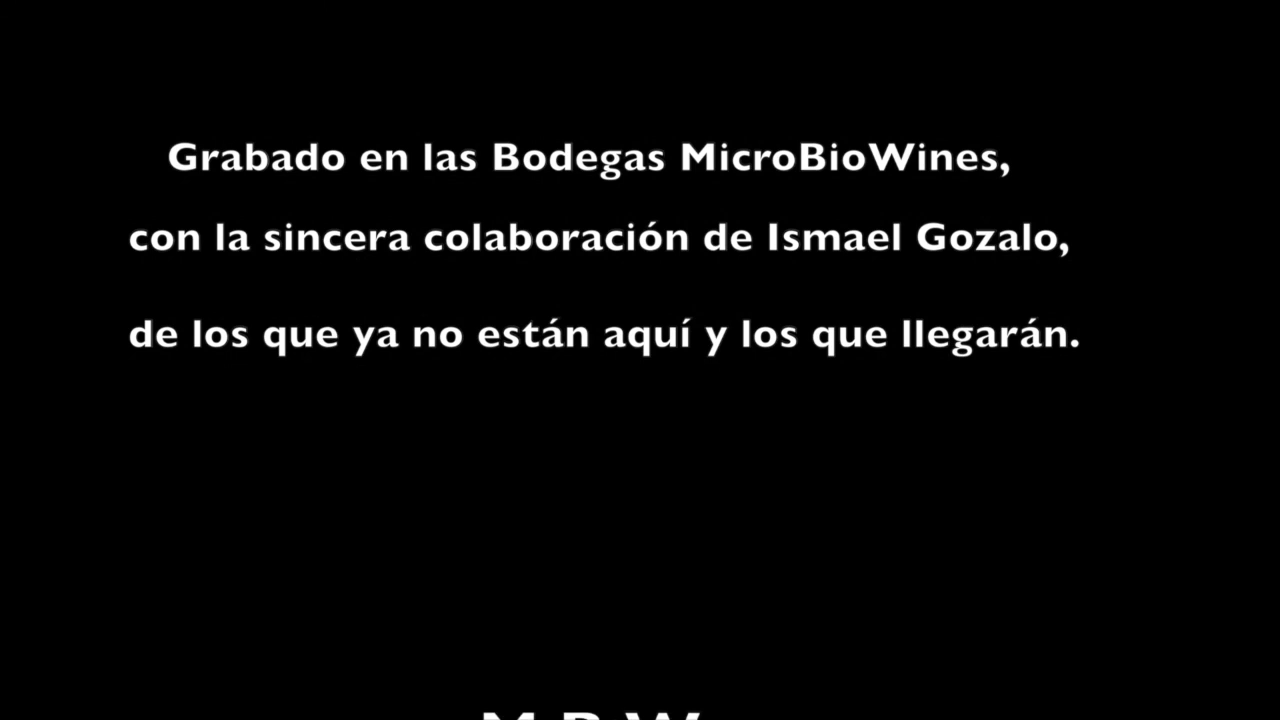 Grabado en las Bodegas MicroBioWines,
con la sincera colaboración de Ismael Gozalo,
de los que ya no están aquí y los que llegarán.